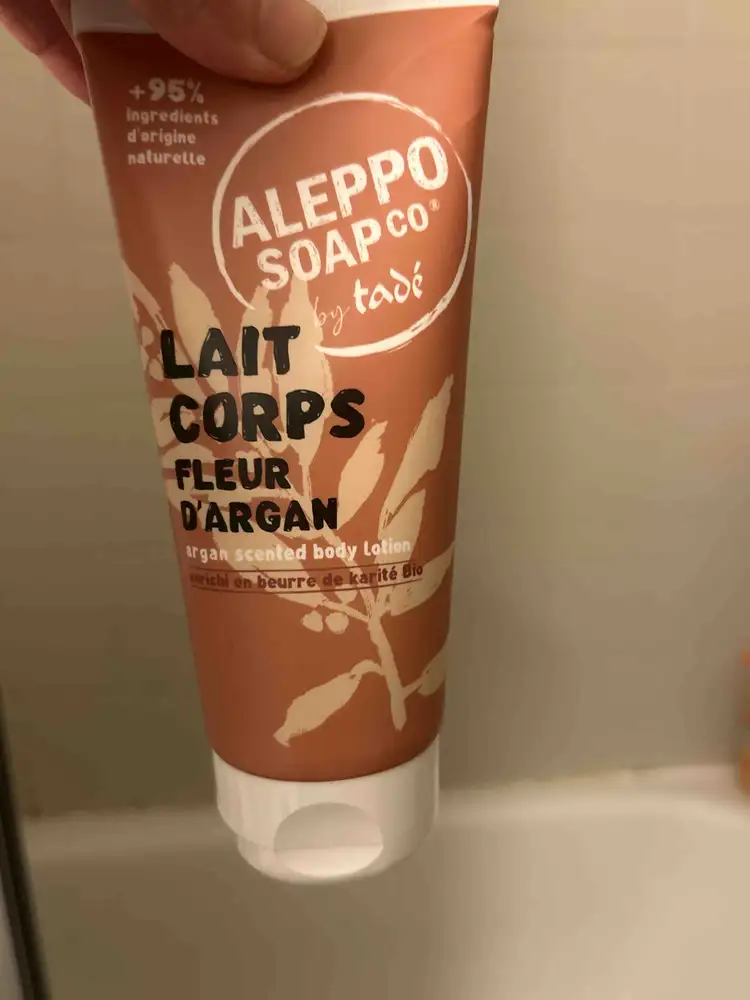 +95%
ingredients
d'origine
naturelle
ALEPPO
SOAP CO®
by tadé
LAIT
CORPS
FLEUR
D'ARGAN
argan scented body lotion
enrichi en beurre de karité Bio